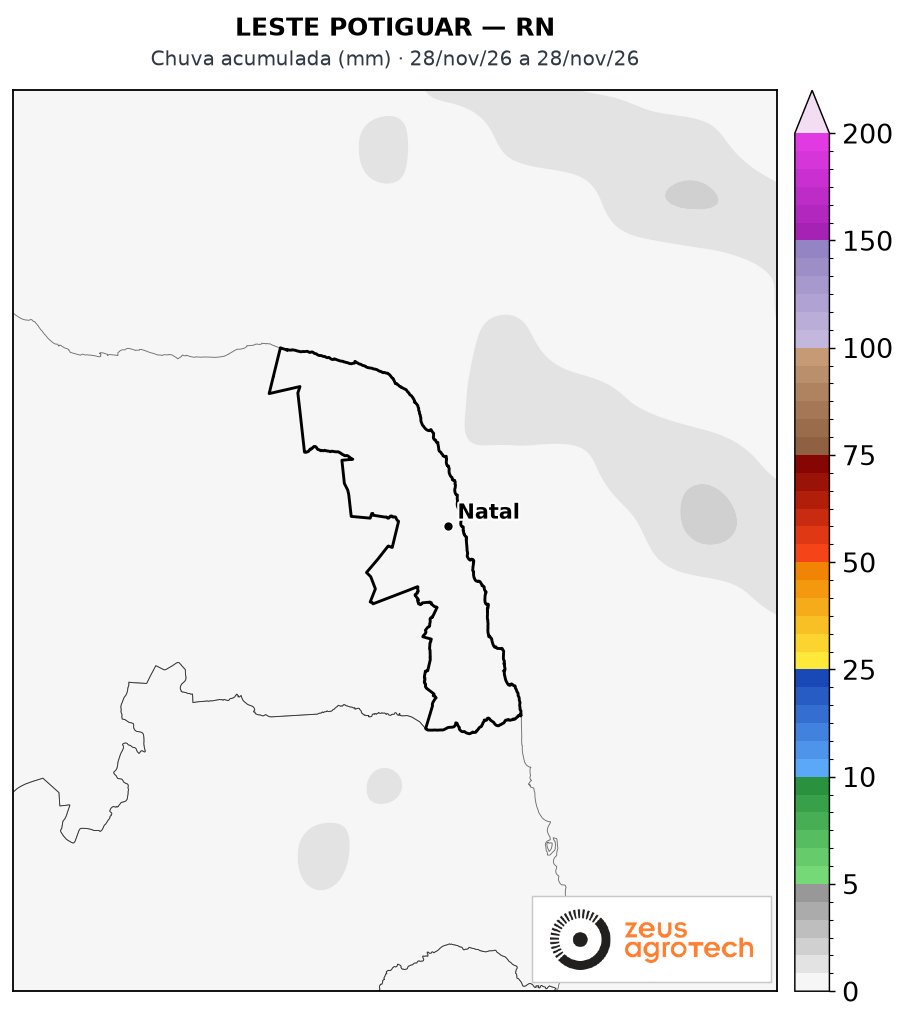 LESTE POTIGUAR — RN
Chuva acumulada (mm) · 28/nov/26 a 28/nov/26
200
150
100
75
50
25
10
5
0
Natal
zeus
agrotech